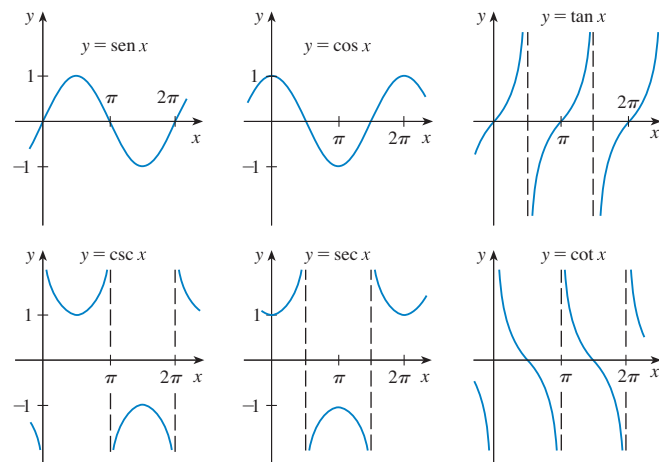 y
y = sen x
1
π
2π
x
−1
y
y = cos x
1
π
2π
x
−1
y
y = tan x
2π
π
x
y
y = csc x
1
π
2π
x
−1
y
y = sec x
1
π
2π
x
−1
y
y = cot x
π
2π
x